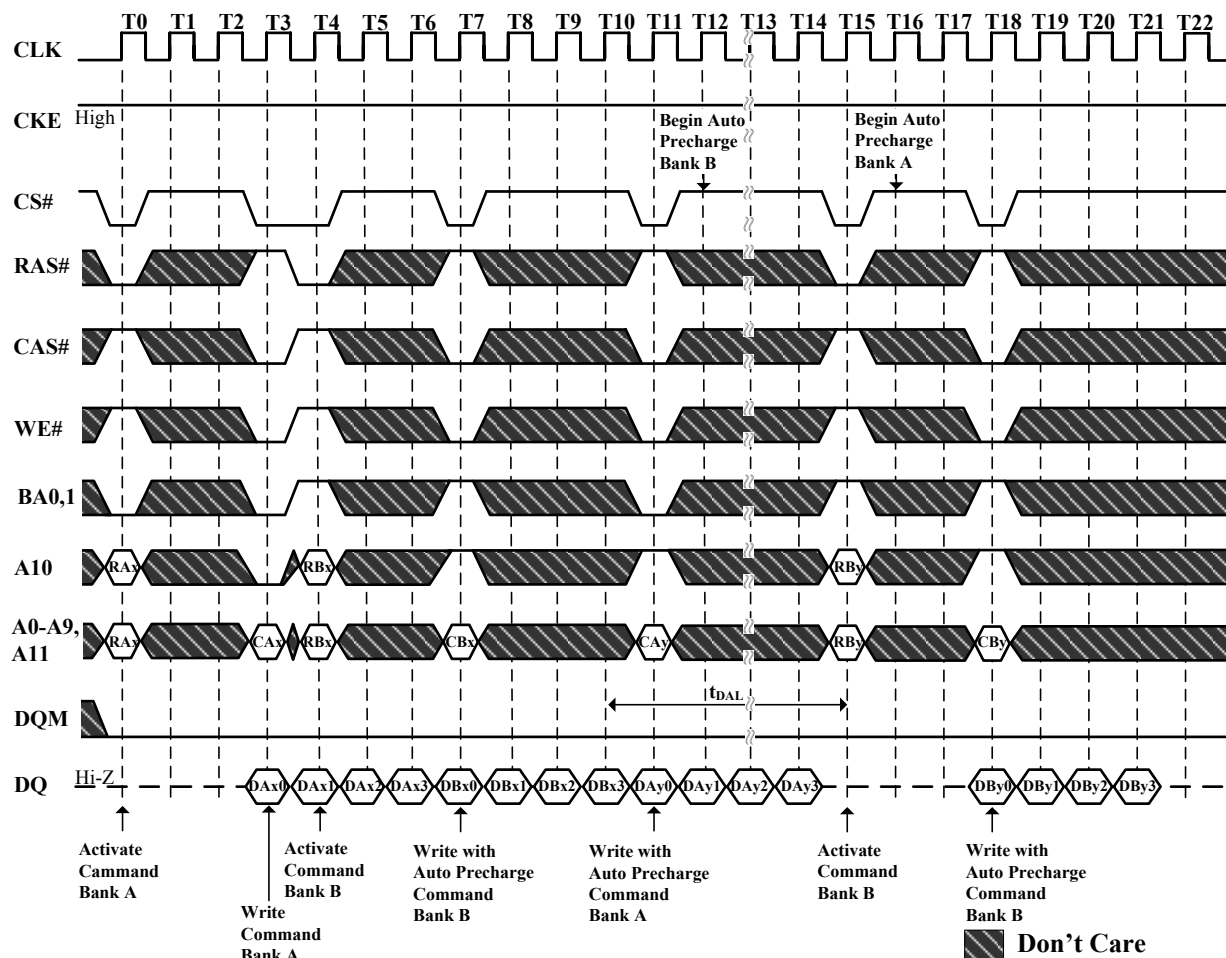 T0 T1 T2 T3 T4 T5 T6 T7 T8 T9 T10 T11 T12 T13 T14 T15 T16 T17 T18 T19 T20 T21 T22
CLK
CKE High
Begin Auto
Precharge
Bank B
Begin Auto
Precharge
Bank A
CS#
RAS#
CAS#
WE#
BA0,1
A10 RAx RBx RBy
A0-A9,
A11
RAx CAx RBx CBx CAy RBy CBy
tDAL
DQM
DQ Hi-Z DAx0 DAx1 DAx2 DAx3 DBx0 DBx1 DBx2 DBx3 DAy0 DAy1 DAy2 DAy3 DBy0 DBy1 DBy2 DBy3
Activate
Cammand
Bank A
Write
Command
Bank A
Activate
Command
Bank B
Write with
Auto Precharge
Command
Bank B
Write with
Auto Precharge
Command
Bank A
Activate
Command
Bank B
Write with
Auto Precharge
Command
Bank B
Don't Care